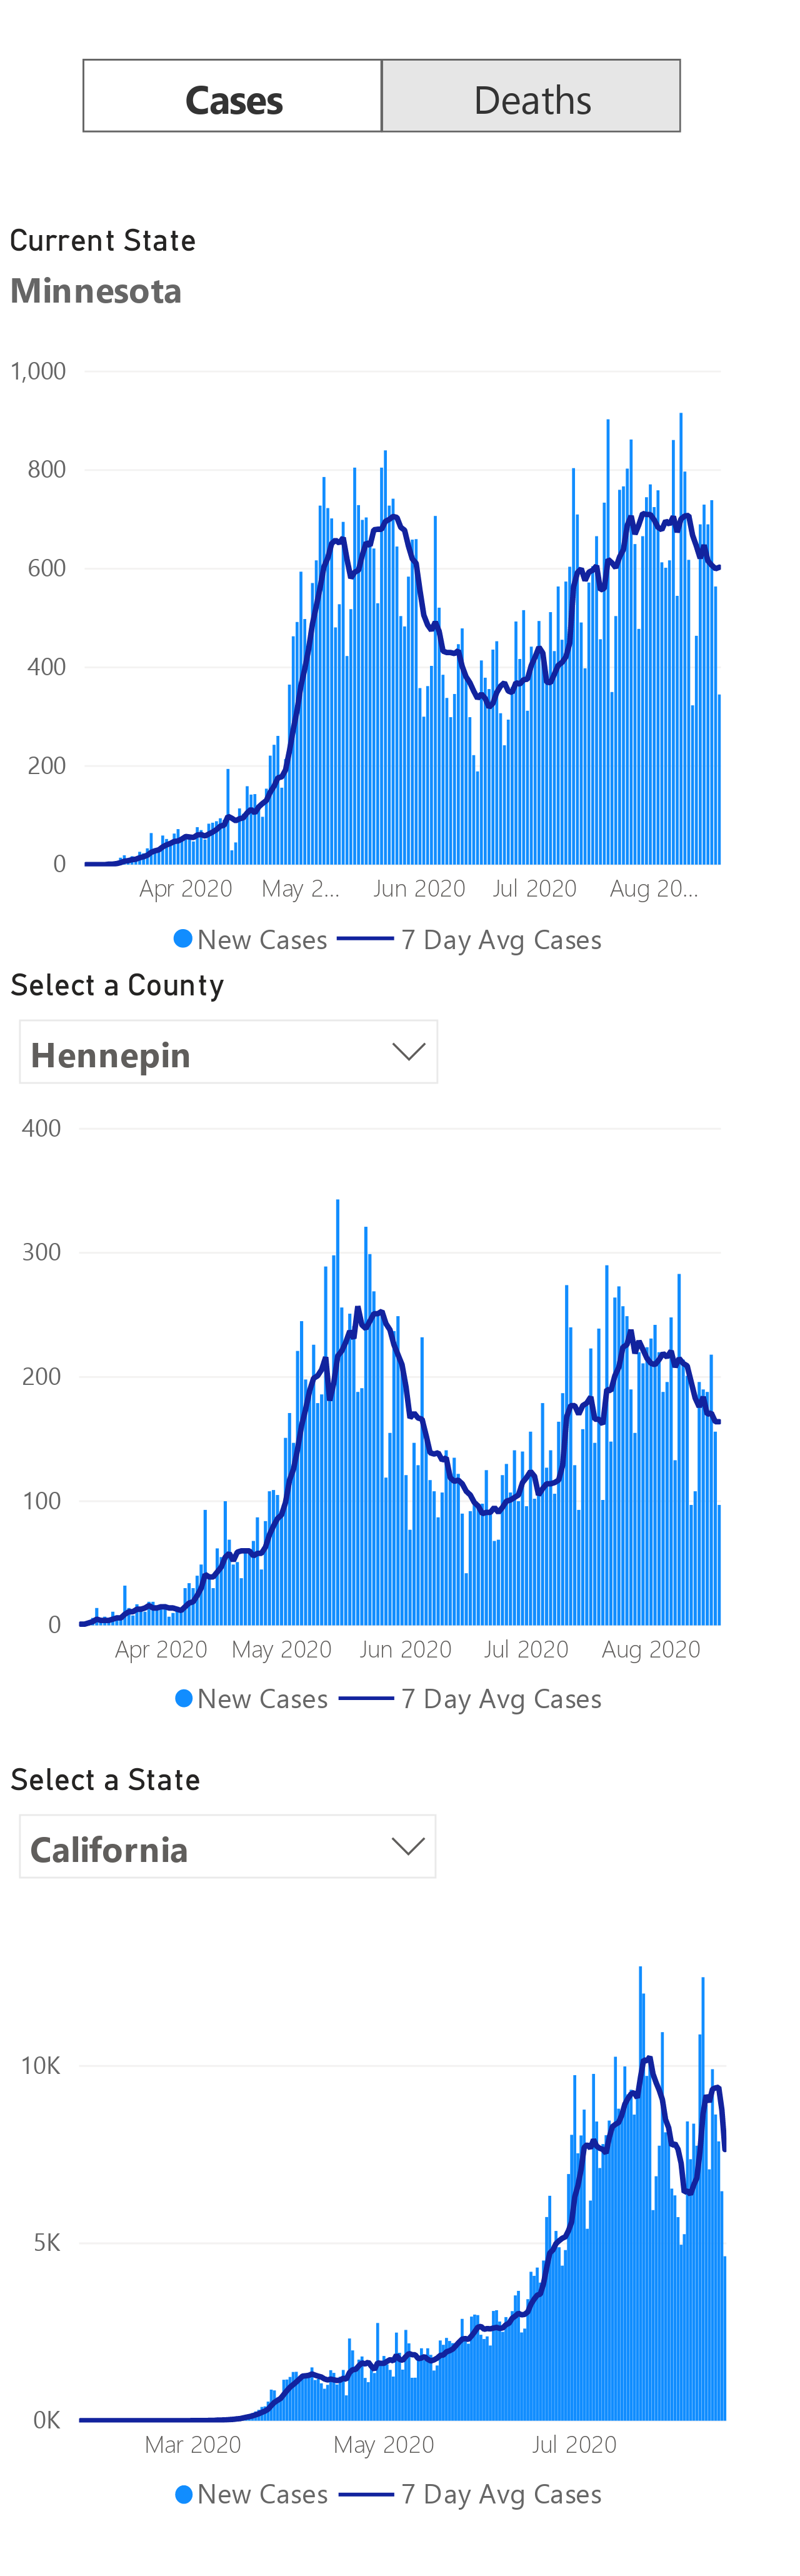 Cases Deaths
Current State
Minnesota
1,000
800
600
400
200
0
Apr 2020 May 2... Jun 2020 Jul 2020 Aug 20...
New Cases 7 Day Avg Cases
Select a County
Hennepin
400
300
200
100
0
Apr 2020 May 2020 Jun 2020 Jul 2020 Aug 2020
New Cases 7 Day Avg Cases
Select a State
California
10K
5K
0K
Mar 2020 May 2020 Jul 2020
New Cases 7 Day Avg Cases